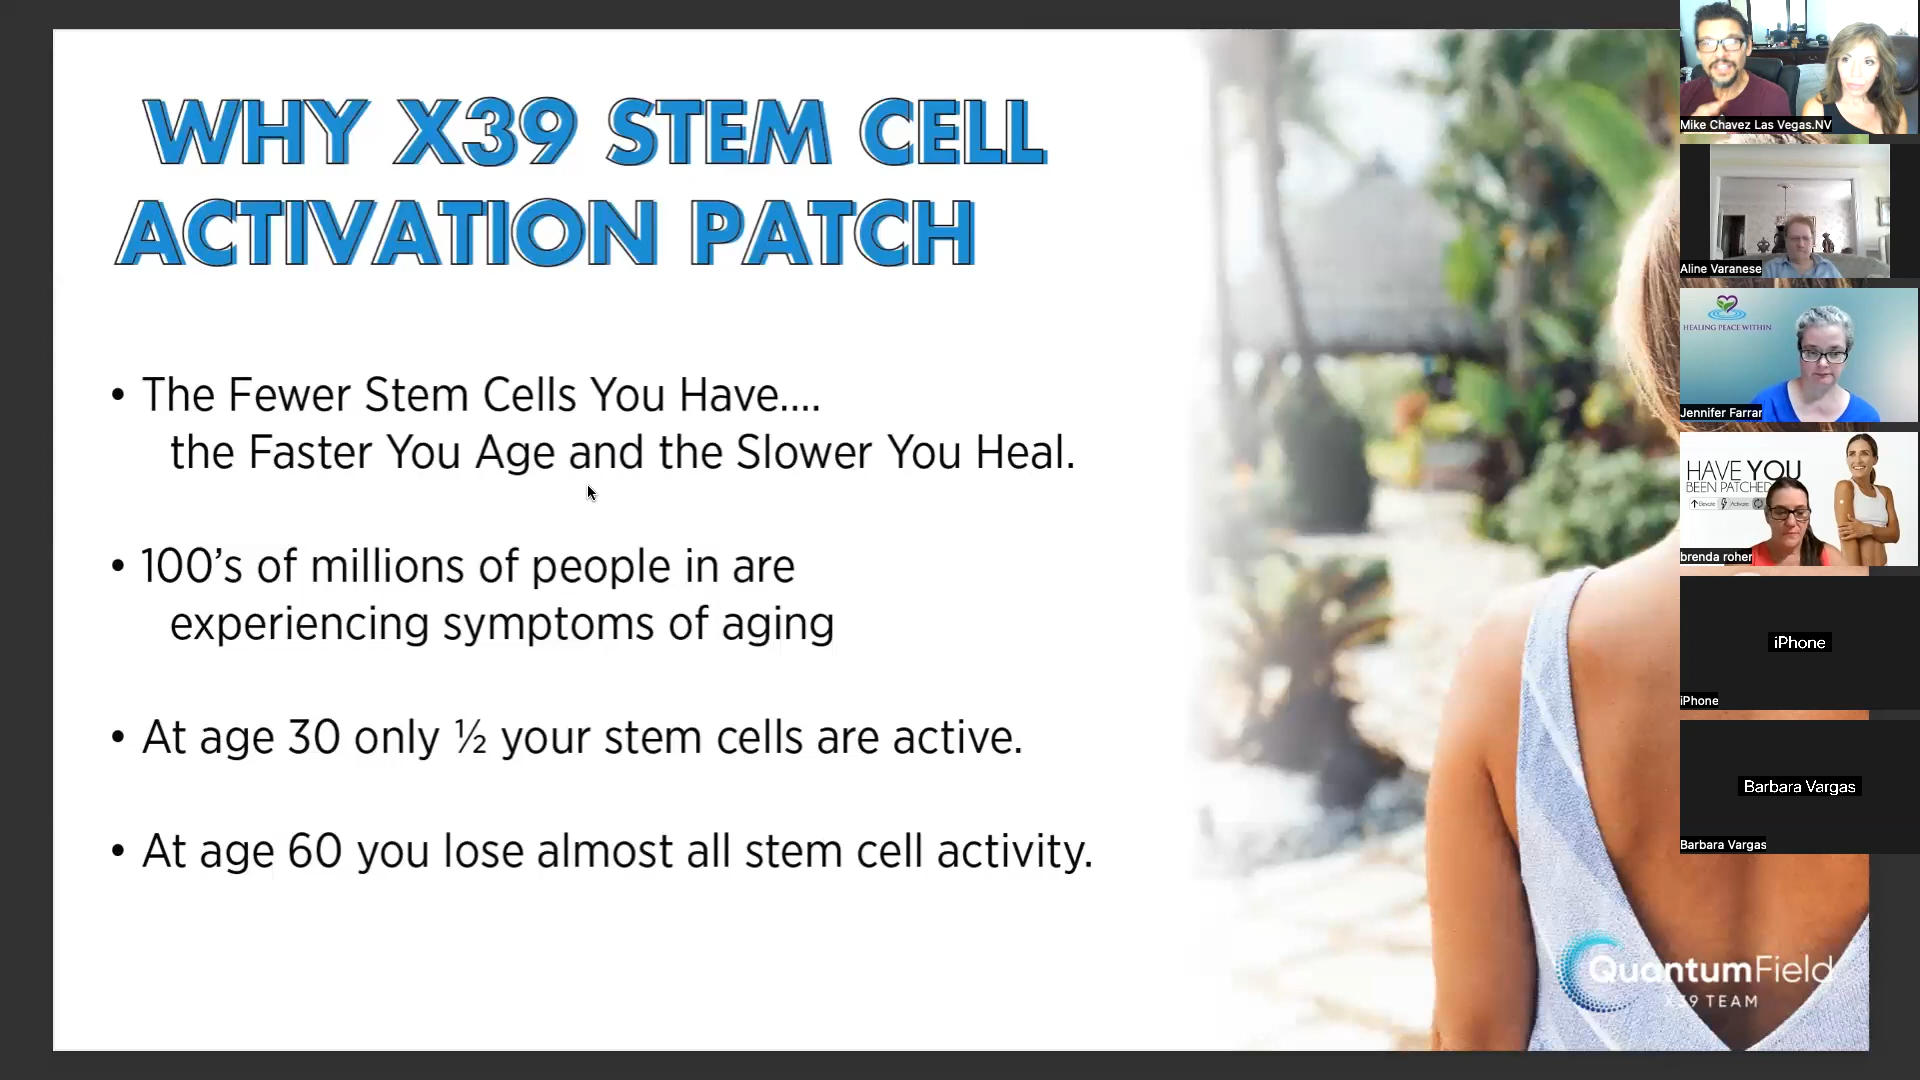 WHY X39 STEM CELL
ACTIVATION PATCH
• The Fewer Stem Cells You Have....
the Faster You Age and the Slower You Heal.
• 100’s of millions of people in are
experiencing symptoms of aging
• At age 30 only ½ your stem cells are active.
• At age 60 you lose almost all stem cell activity.
QuantumField
X39 TEAM
Mike Chavez Las Vegas.NV
Aline Varanese
HEALING PEACE WITHIN
Jennifer Farrar
HAVE YOU
BEEN PATCHED
Elevate Activate
brenda roher
iPhone
iPhone
Barbara Vargas
Barbara Vargas